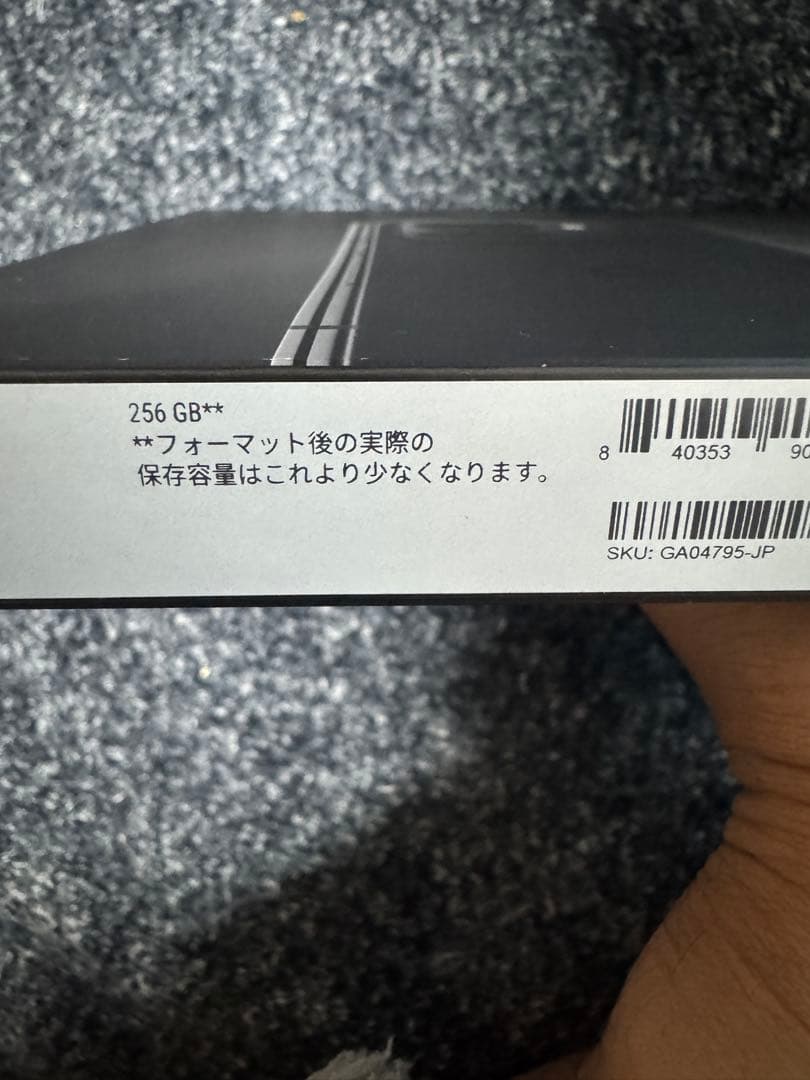 256 GB**
**フォーマット後の実際の
保存容量はこれより少なくなります。
8 40353 90
SKU: GA04795-JP